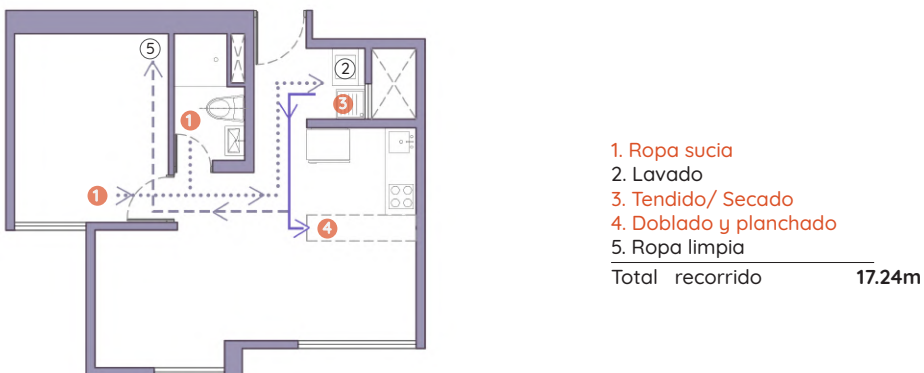 5
2
3
1
1
4
1. Ropa sucia
2. Lavado
3. Tendido/ Secado
4. Doblado y planchado
5. Ropa limpia
Total recorrido 17.24m